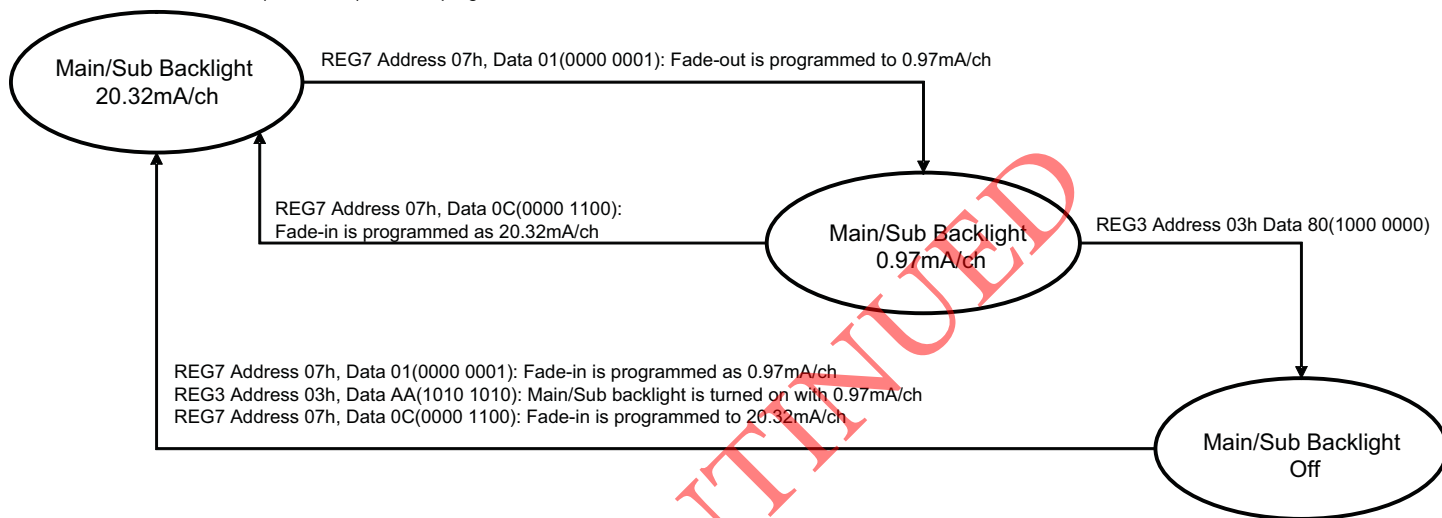 REG7 Address 07h, Data 01(0000 0001): Fade-out is programmed to 0.97mA/ch
Main/Sub Backlight
20.32mA/ch
REG7 Address 07h, Data 0C(0000 1100):
Fade-in is programmed as 20.32mA/ch
Main/Sub Backlight
0.97mA/ch
REG3 Address 03h Data 80(1000 0000)
REG7 Address 07h, Data 01(0000 0001): Fade-in is programmed as 0.97mA/ch
REG3 Address 03h, Data AA(1010 1010): Main/Sub backlight is turned on with 0.97mA/ch
REG7 Address 07h, Data 0C(0000 1100): Fade-in is programmed to 20.32mA/ch
Main/Sub Backlight
Off
TINUED